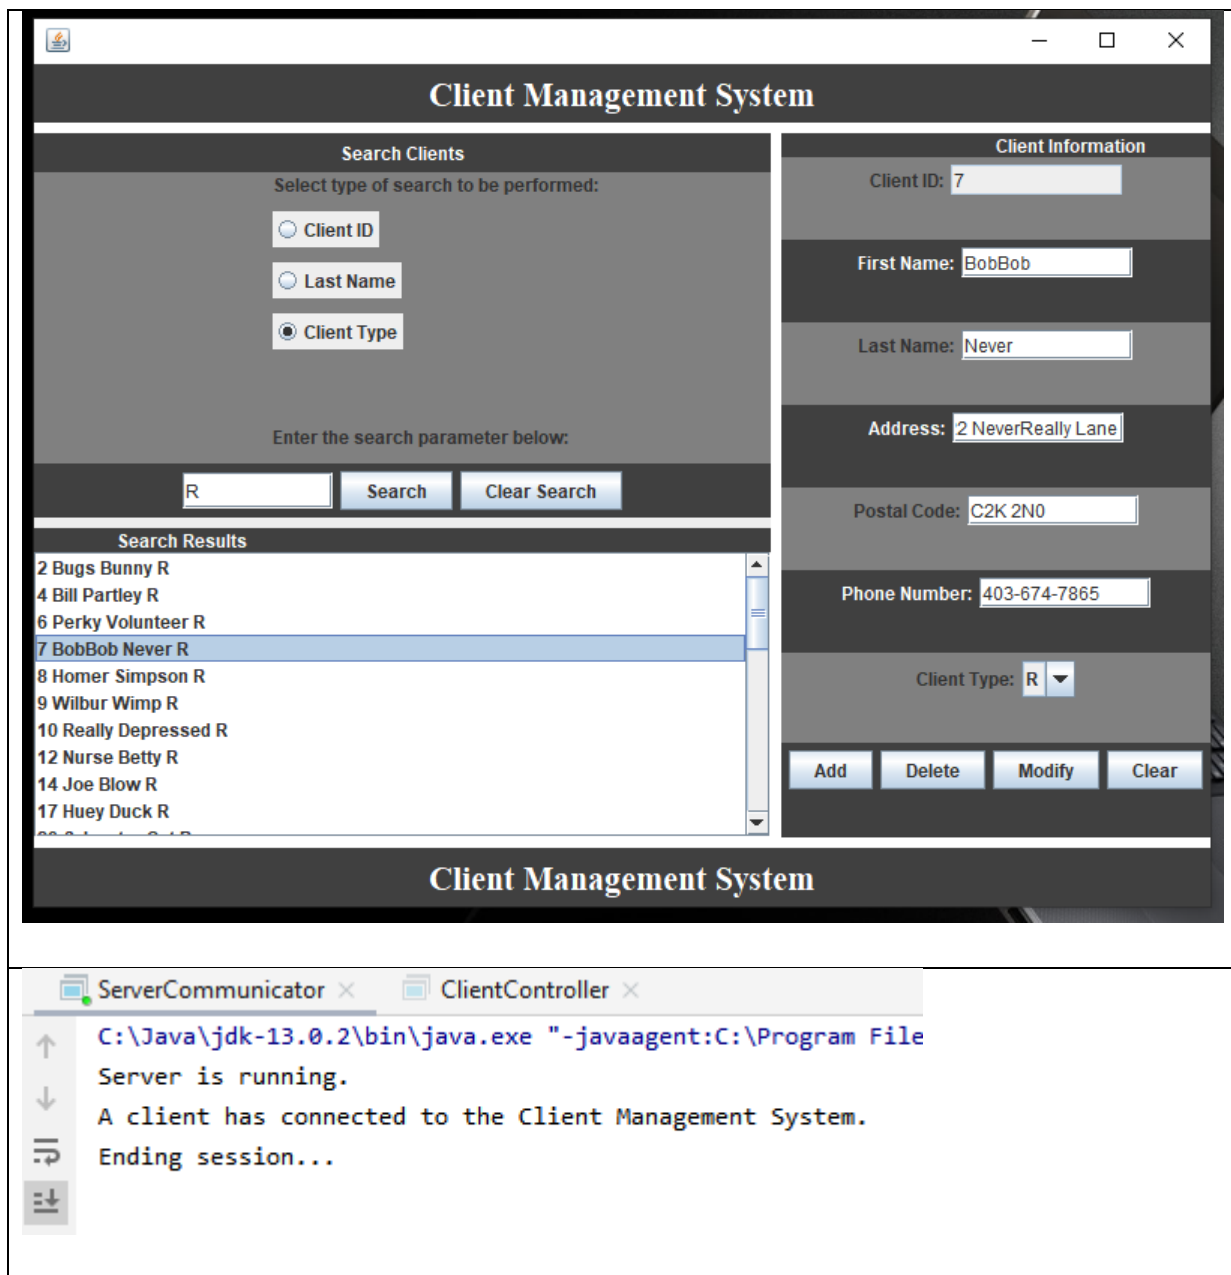 Client Management System
Search Clients
Select type of search to be performed:
Client ID
Last Name
Client Type
Enter the search parameter below:
R
Search
Clear Search
Search Results
2 Bugs Bunny R
4 Bill Partley R
6 Perky Volunteer R
7 BobBob Never R
8 Homer Simpson R
9 Wilbur Wimp R
10 Really Depressed R
12 Nurse Betty R
14 Joe Blow R
17 Huey Duck R
Client Information
Client ID: 7
First Name: BobBob
Last Name: Never
Address: 2 NeverReally Lane
Postal Code: C2K 2N0
Phone Number: 403-674-7865
Client Type: R
Add Delete Modify Clear
Client Management System
ServerCommunicator ClientController
C:\Java\jdk-13.0.2\bin\java.exe "-javaagent:C:\Program File
Server is running.
A client has connected to the Client Management System.
Ending session...